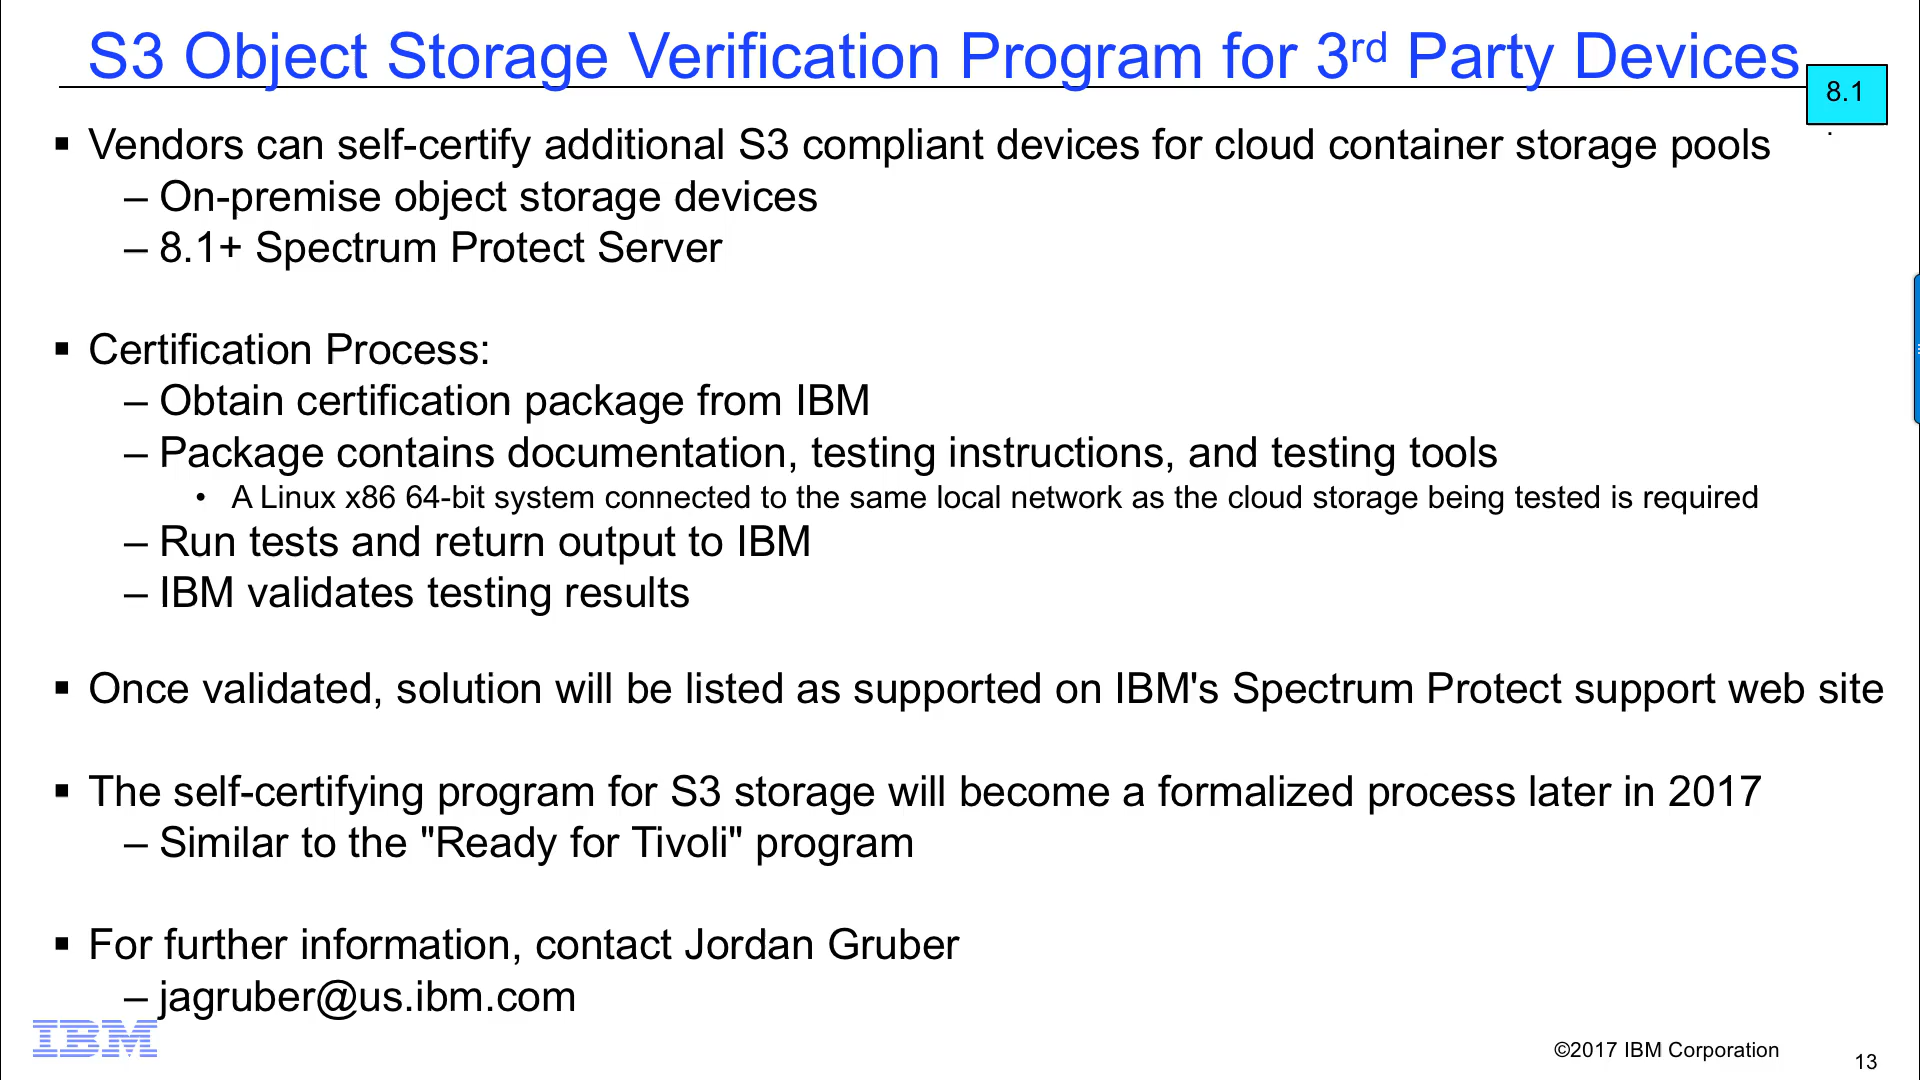 S3 Object Storage Verification Program for 3rd Party Devices
8.1
.
▪ Vendors can self-certify additional S3 compliant devices for cloud container storage pools
– On-premise object storage devices
– 8.1+ Spectrum Protect Server
▪ Certification Process:
– Obtain certification package from IBM
– Package contains documentation, testing instructions, and testing tools
• A Linux x86 64-bit system connected to the same local network as the cloud storage being tested is required
– Run tests and return output to IBM
– IBM validates testing results
▪ Once validated, solution will be listed as supported on IBM's Spectrum Protect support web site
▪ The self-certifying program for S3 storage will become a formalized process later in 2017
– Similar to the "Ready for Tivoli" program
▪ For further information, contact Jordan Gruber
– jagruber@us.ibm.com
IBM
©2017 IBM Corporation
13